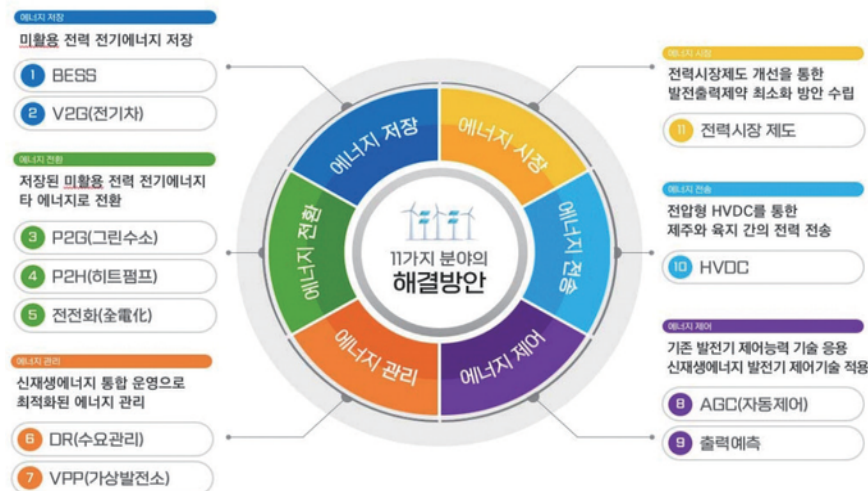 에너지 저장
미활용 전력 전기에너지 저장
1 BESS
2 V2G(전기차)
에너지 전환
저장된 미활용 전력 전기에너지
타 에너지로 전환
3 P2G(그린수소)
4 P2H(히트펌프)
5 전전화(全電化)
에너지 관리
신재생에너지 통합 운영으로
최적화된 에너지 관리
6 DR(수요관리)
7 VPP(가상발전소)
에너지 저장
에너지 시장
에너지 전환
에너지 전송
에너지 관리
에너지 제어
11가지 분야의
해결방안
에너지 시장
전력시장제도 개선을 통한
발전출력제약 최소화 방안 수립
11 전력시장 제도
에너지 전송
전압형 HVDC를 통한
제주와 육지 간의 전력 전송
10 HVDC
에너지 제어
기존 발전기 제어능력 기술 응용
신재생에너지 발전기 제어기술 적용
8 AGC(자동제어)
9 출력예측